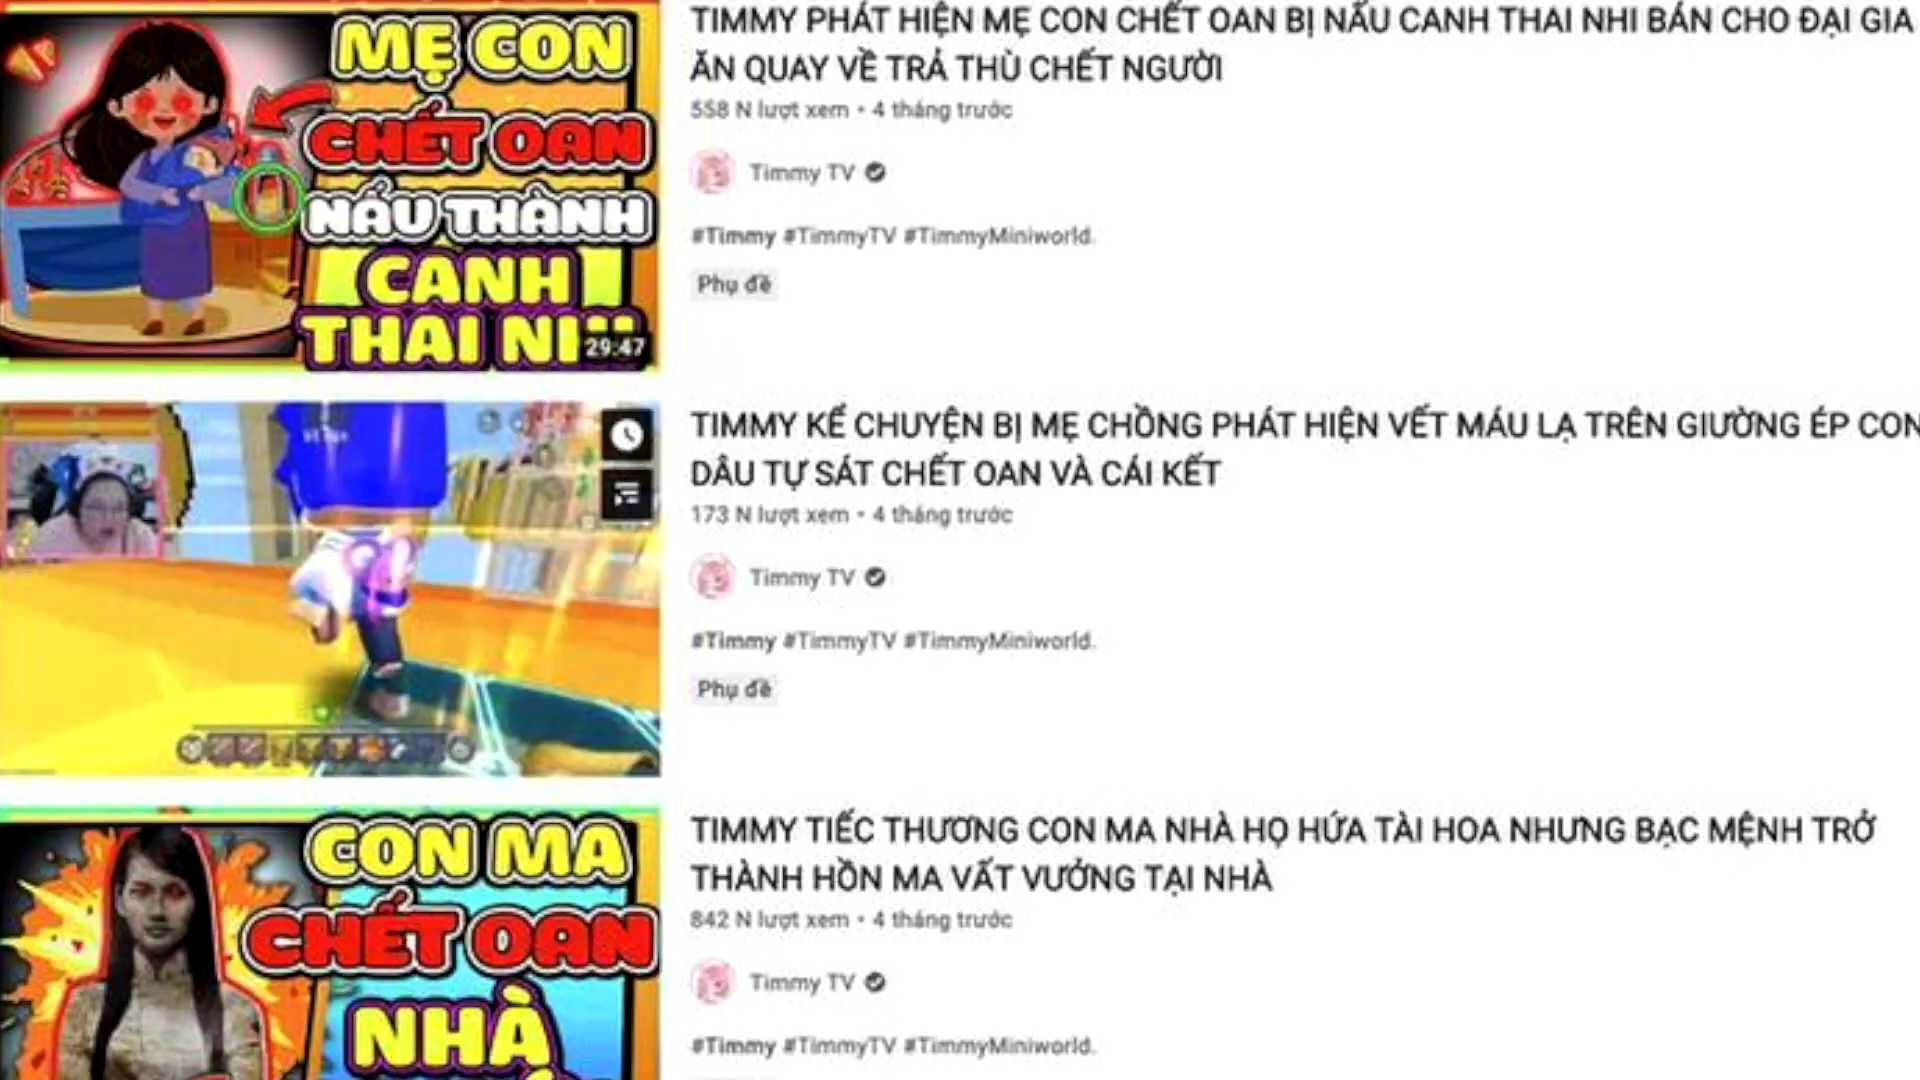 MẸ CON
CHẾT OAN
NẤU THÀNH
CANH
THAI
29:47
TIMMY PHÁT HIỆN MẸ CON CHẾT OAN BỊ NẤU CANH THAI NHI BÁN CHO ĐẠI GIA
ĂN QUAY VỀ TRẢ THÙ CHẾT NGƯỜI
558 N lượt xem • 4 tháng trước
Timmy TV
#Timmy #TimmyTV #TimmyMiniworld.
Phụ đề
TIMMY KỂ CHUYỆN BỊ MẸ CHỒNG PHÁT HIỆN VẾT MÁU LẠ TRÊN GIƯỜNG ÉP CON
DÂU TỰ SÁT CHẾT OAN VÀ CÁI KẾT
173 N lượt xem • 4 tháng trước
Timmy TV
#Timmy #TimmyTV #TimmyMiniworld.
Phụ đề
CON MA
CHẾT OAN
NHÀ
TIMMY TIẾC THƯƠNG CON MA NHÀ HỌ HỨA TÀI HOA NHƯNG BẠC MỆNH TRỞ
THÀNH HỒN MA VẤT VƯỞNG TẠI NHÀ
842 N lượt xem • 4 tháng trước
Timmy TV
#Timmy #TimmyTV #TimmyMiniworld.